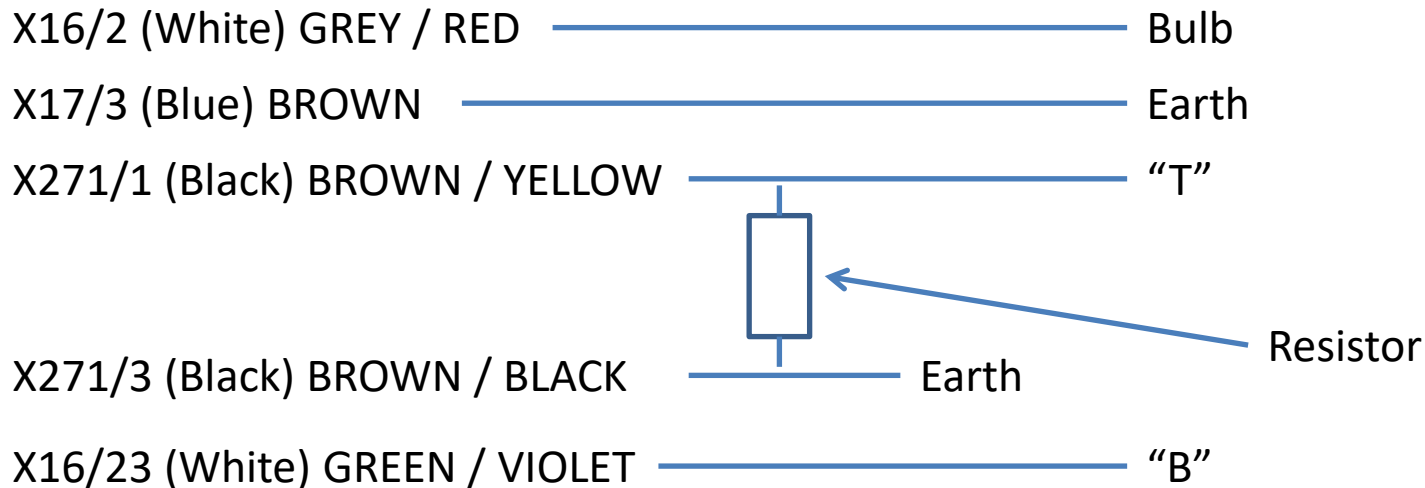 X16/2 (White) GREY / RED Bulb
X17/3 (Blue) BROWN Earth
X271/1 (Black) BROWN / YELLOW “T”
Resistor
X271/3 (Black) BROWN / BLACK Earth
X16/23 (White) GREEN / VIOLET “B”